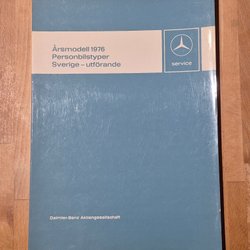 Årsmodell 1976
Personbilstyper
Sverige – utförande
service
Daimler-Benz Aktiengesellschaft